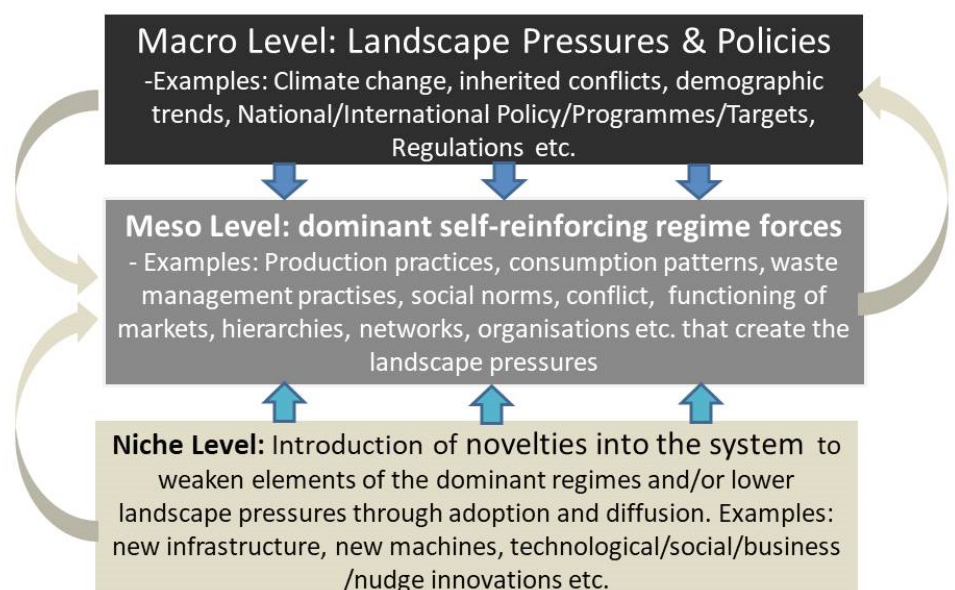 Macro Level: Landscape Pressures & Policies
-Examples: Climate change, inherited conflicts, demographic
trends, National/International Policy/Programmes/Targets,
Regulations etc.
Meso Level: dominant self-reinforcing regime forces
- Examples: Production practices, consumption patterns, waste
management practises, social norms, conflict, functioning of
markets, hierarchies, networks, organisations etc. that create the
landscape pressures
Niche Level: Introduction of novelties into the system to
weaken elements of the dominant regimes and/or lower
landscape pressures through adoption and diffusion. Examples:
new infrastructure, new machines, technological/social/business
/nudge innovations etc.